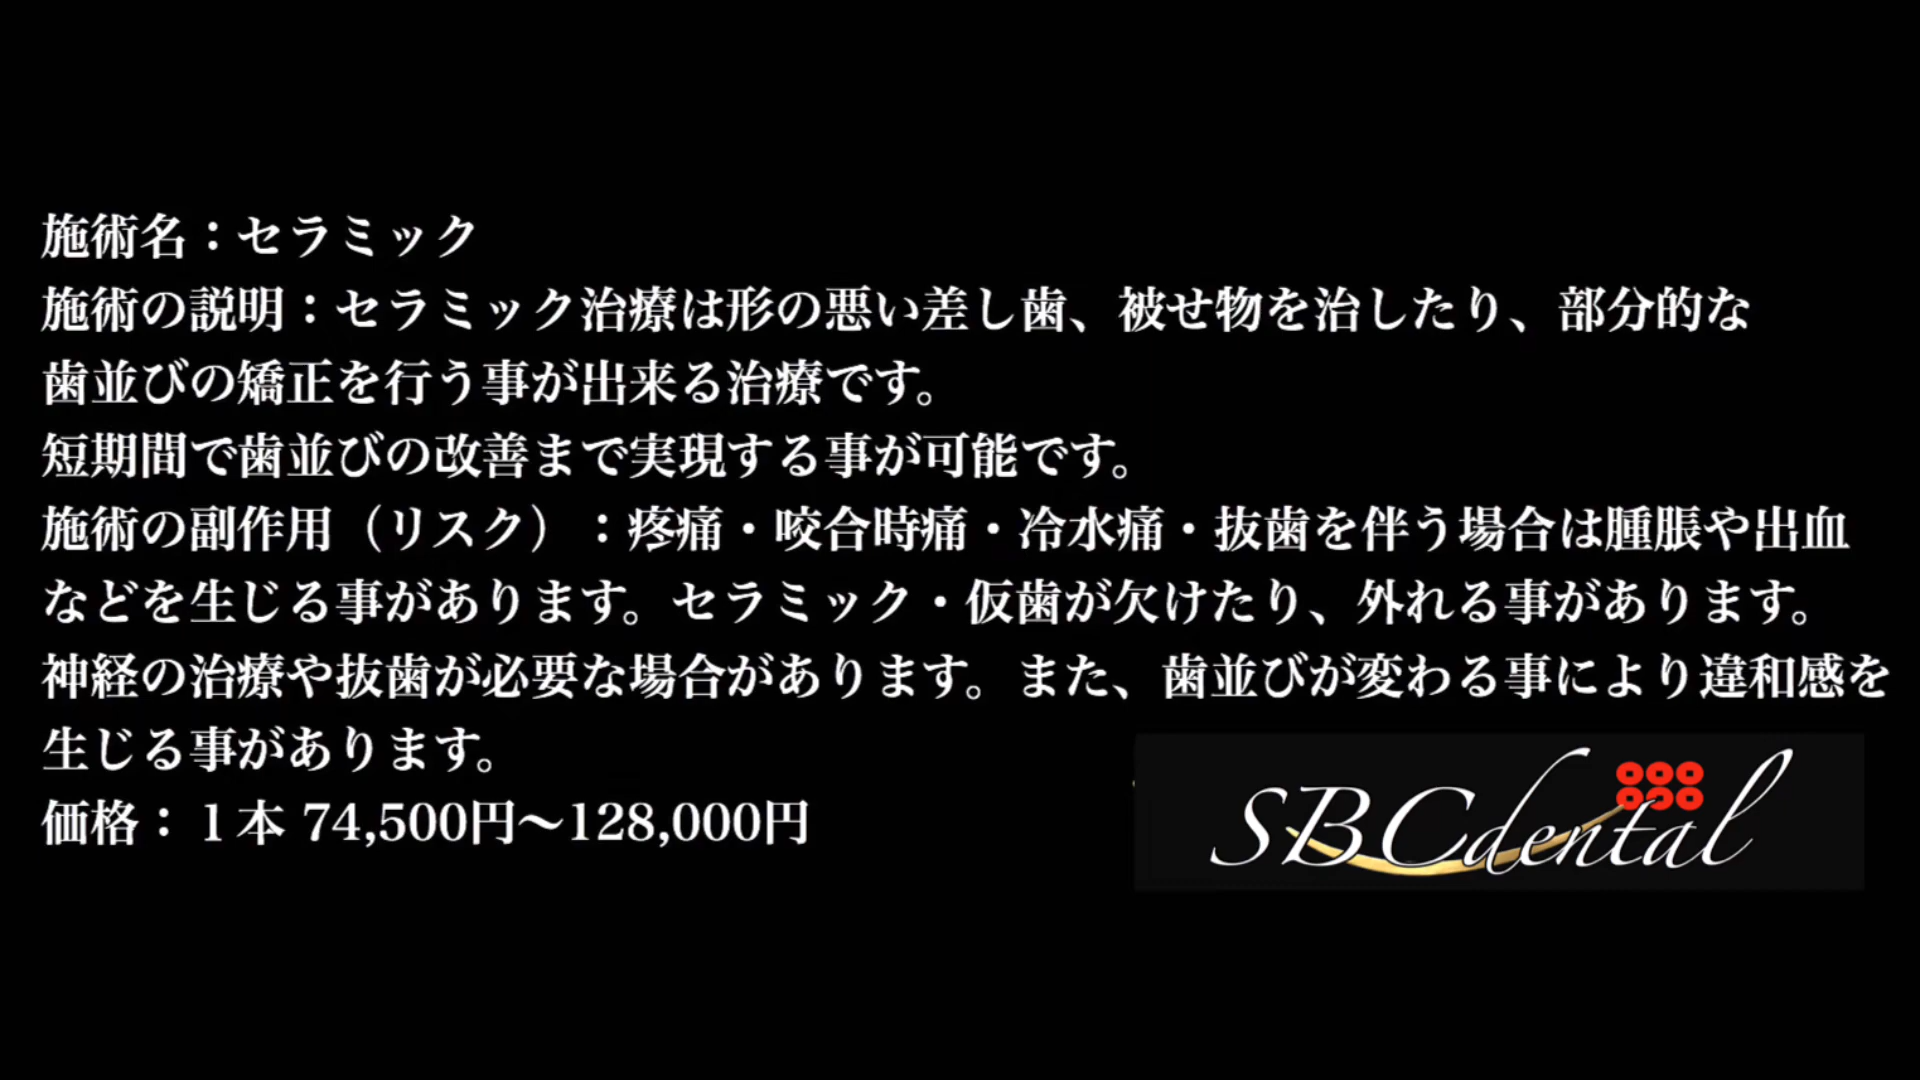 施術名：セラミック
施術の説明：セラミック治療は形の悪い差し歯、被せ物を治したり、部分的な
歯並びの矯正を行う事が出来る治療です。
短期間で歯並びの改善まで実現する事が可能です。
施術の副作用（リスク）：疼痛・咬合時痛・冷水痛・抜歯を伴う場合は腫脹や出血
などを生じる事があります。セラミック・仮歯が欠けたり、外れる事があります。
神経の治療や抜歯が必要な場合があります。また、歯並びが変わる事により違和感を
生じる事があります。
価格：１本 74,500円〜128,000円
SBCdental